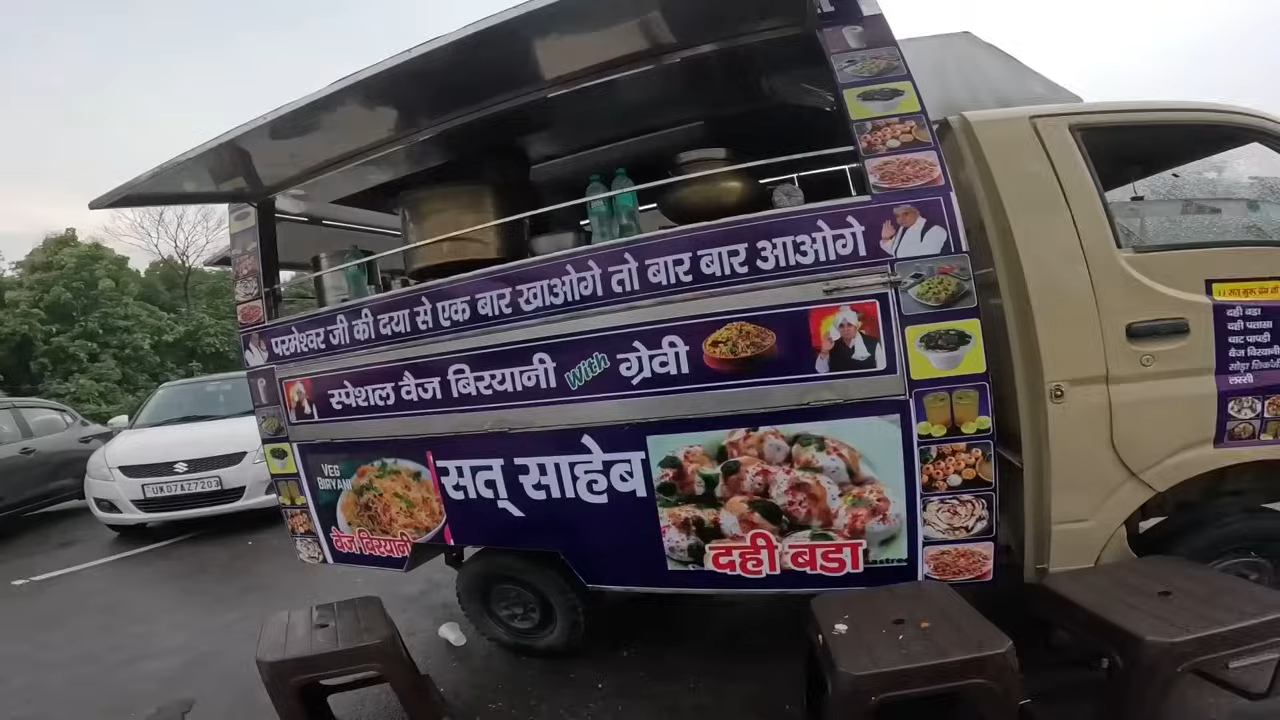 परमेश्वर जी की दया से एक बार खाओगे तो बार बार आओगे
स्पेशल वैज बिरयानी with ग्रेवी
VEG
BIRYANI
वेज बिरयानी
सत् साहेब
दही बडा
UK07AZ7203
दही बडा
दही पतासा
चाट पापडी
वैज बिरयानी
सोडा शिकंजी
लस्सी